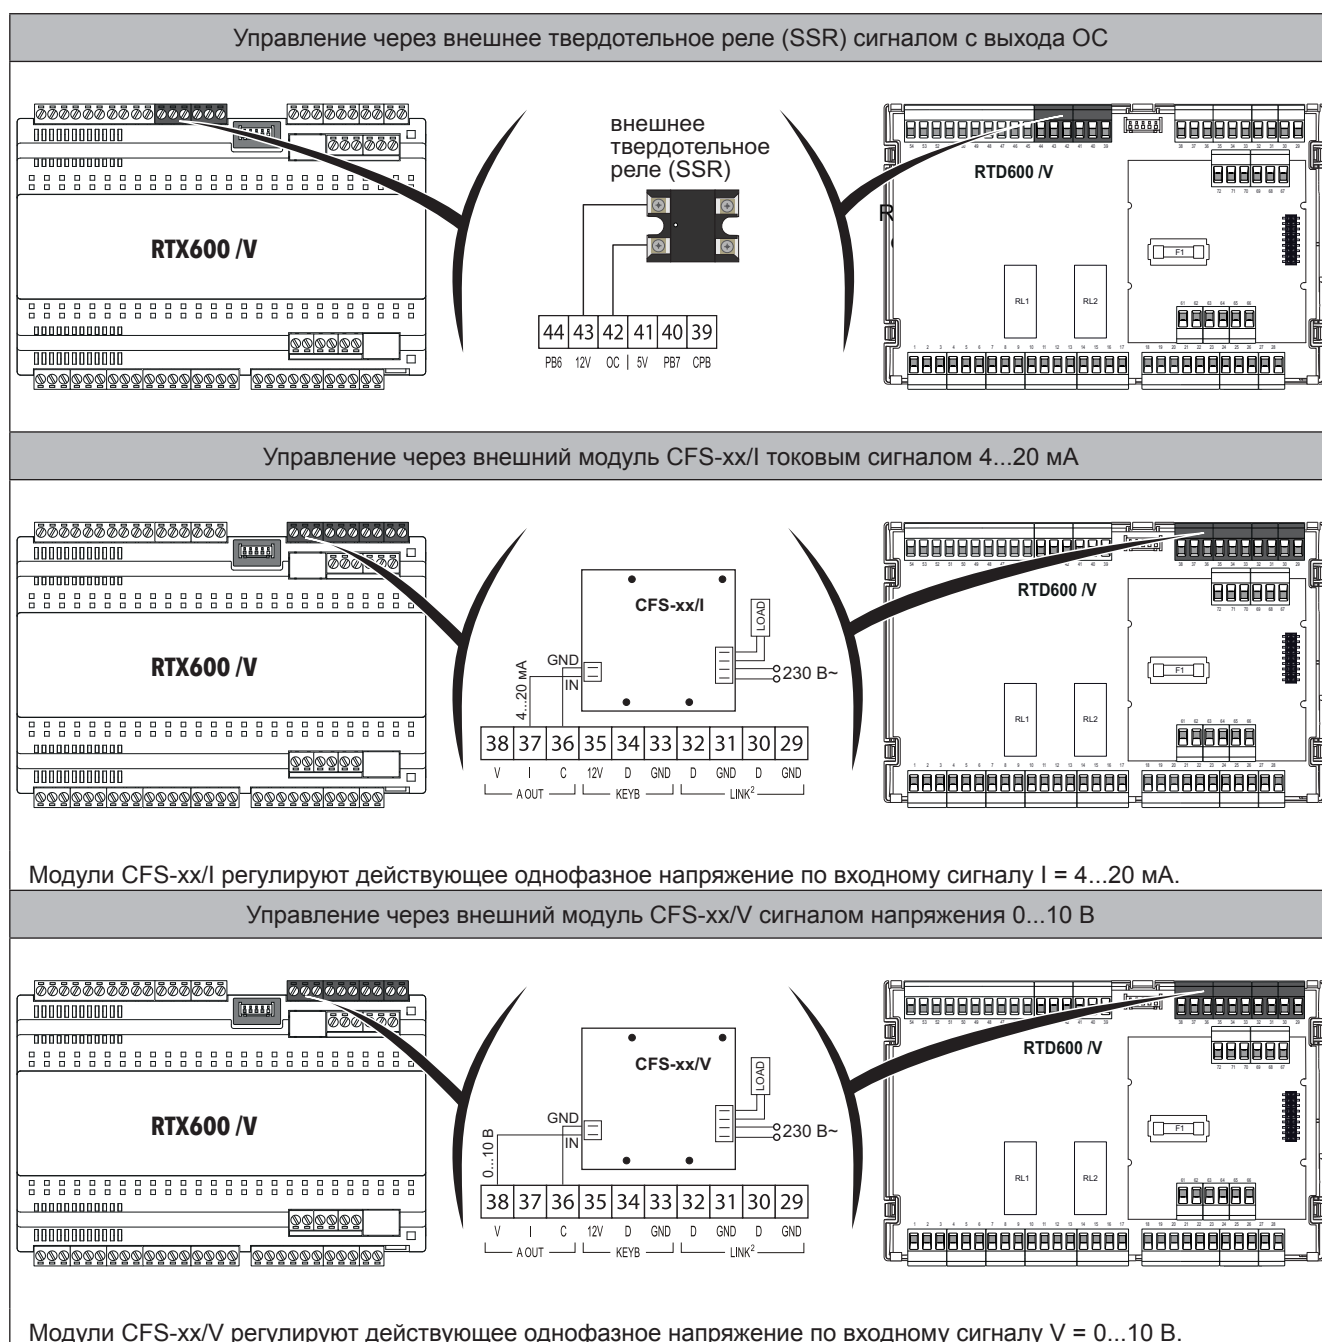 Управление через внешнее твердотельное реле (SSR) сигналом с выхода ОС
внешнее
твердотельное
реле (SSR)
RTX600 /V
RTD600 /V
R
F1
RL1
RL2
44 43 42 41 40 39
PB6 12V OC | 5V PB7 CPB
Управление через внешний модуль CFS-xx/I токовым сигналом 4...20 мА
RTX600 /V
CFS-xx/I
LOAD
GND
IN
4...20 мА
230 В~
38 37 36 35 34 33 32 31 30 29
V I C 12V D GND D GND D GND
A OUT KEYB LINK²
RTD600 /V
F1
RL1
RL2
Модули CFS-xx/I регулируют действующее однофазное напряжение по входному сигналу I = 4...20 мА.
Управление через внешний модуль CFS-xx/V сигналом напряжения 0...10 В
RTX600 /V
CFS-xx/V
LOAD
GND
IN
0...10 В
230 В~
38 37 36 35 34 33 32 31 30 29
V I C 12V D GND D GND D GND
A OUT KEYB LINK²
RTD600 /V
F1
RL1
RL2
Модули CFS-xx/V регулируют действующее однофазное напряжение по входному сигналу V = 0...10 В.